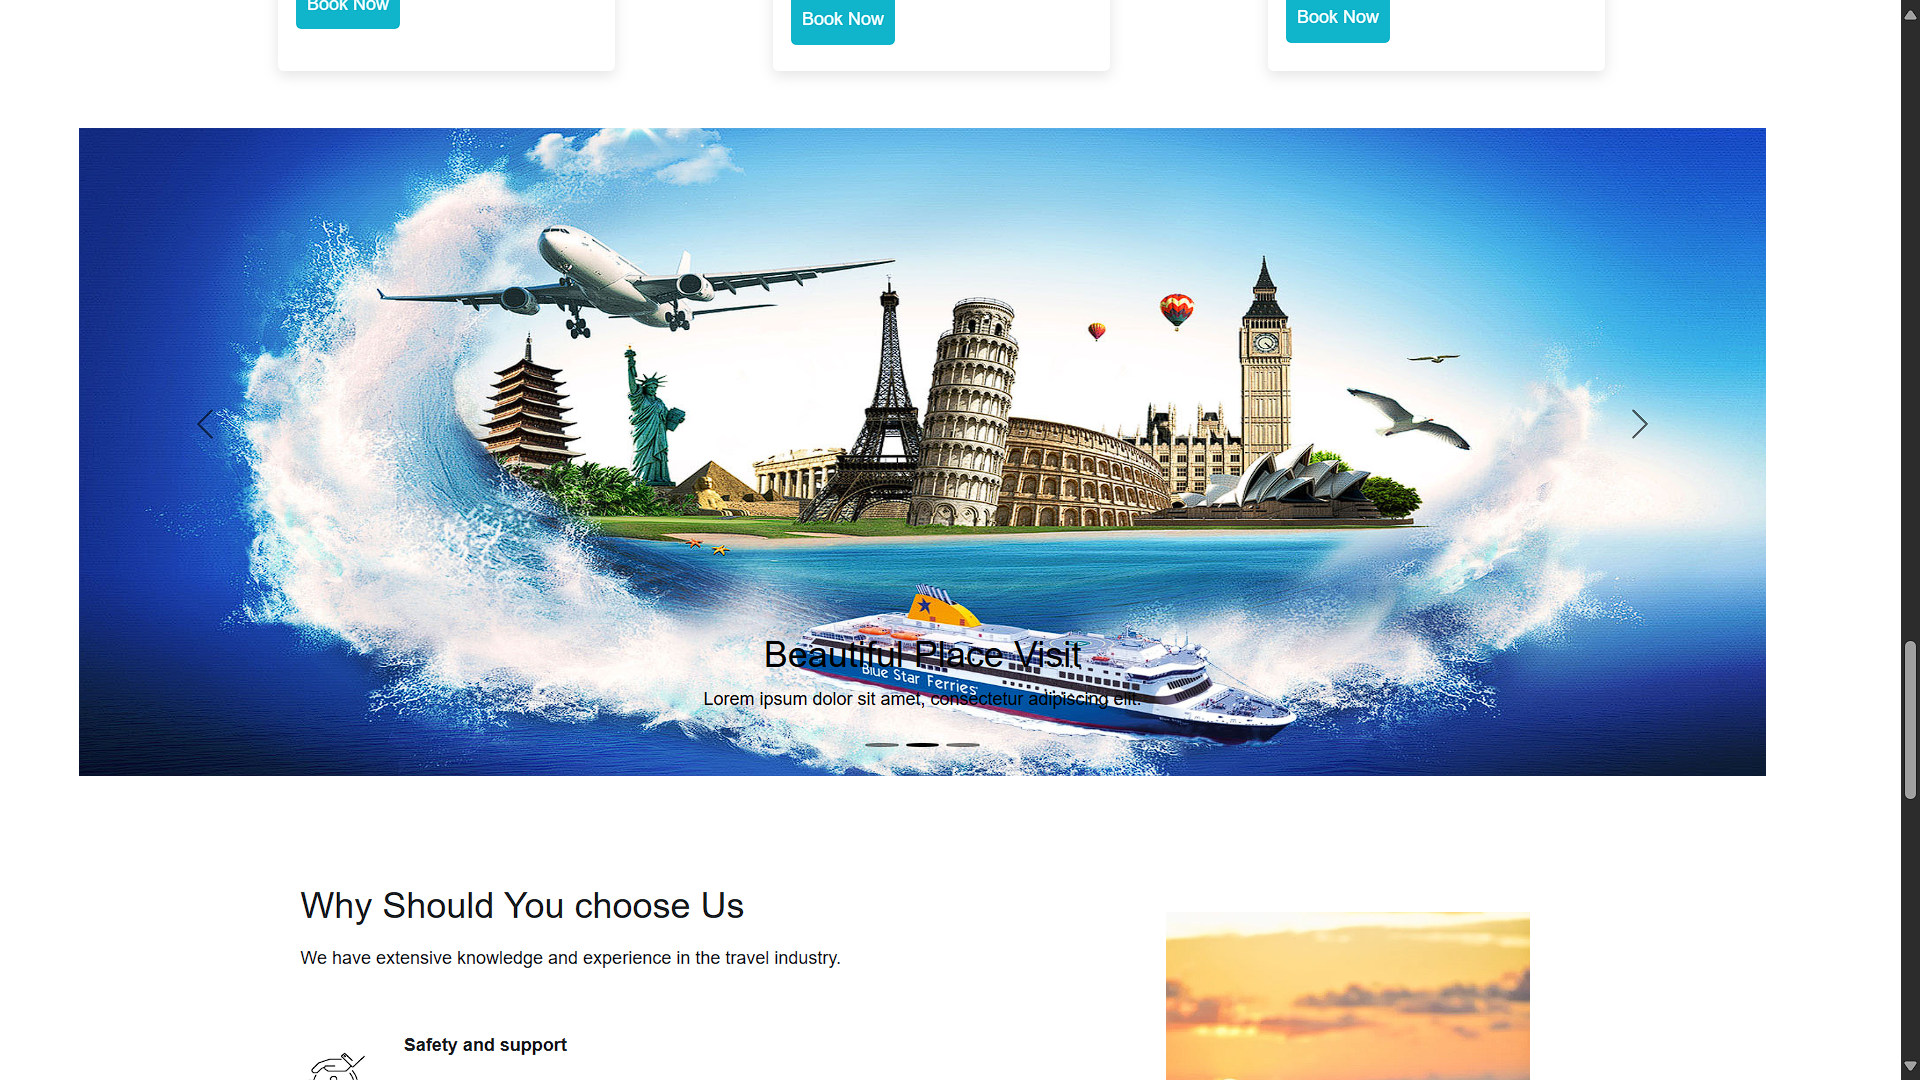 Book Now
Book Now
Book Now
Beautiful Place Visit
Blue Star Ferries
Lorem ipsum dolor sit amet, consectetur adipiscing elit.
Why Should You choose Us
We have extensive knowledge and experience in the travel industry.
Safety and support